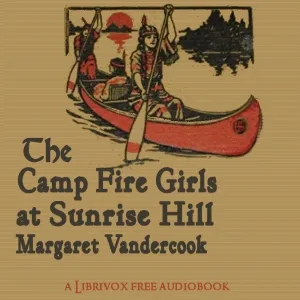 The
Camp Fire Girls
at Sunrise Hill
Margaret Vandercook
a Librivox free audiobook